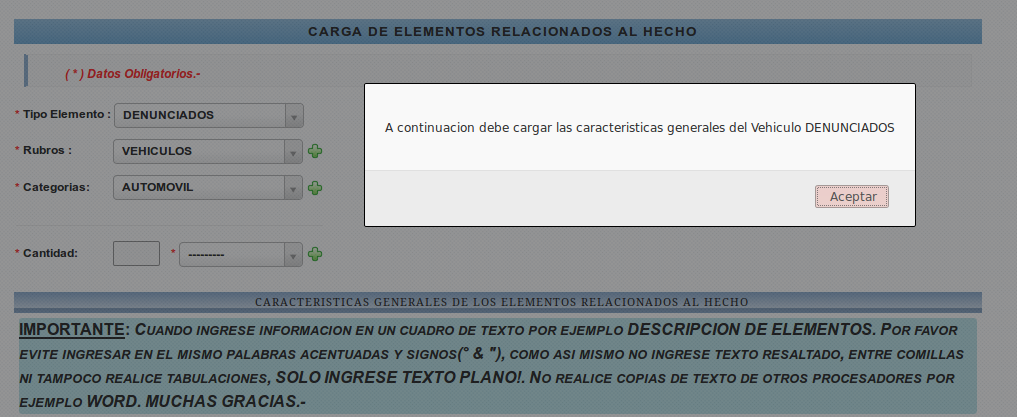 CARGA DE ELEMENTOS RELACIONADOS AL HECHO
( * ) Datos Obligatorios.-
* Tipo Elemento : DENUNCIADOS
* Rubros : VEHICULOS
* Categorias: AUTOMOVIL
* Cantidad: * ---------
A continuacion debe cargar las caracteristicas generales del Vehiculo DENUNCIADOS
Aceptar
CARACTERISTICAS GENERALES DE LOS ELEMENTOS RELACIONADOS AL HECHO
IMPORTANTE: CUANDO INGRESE INFORMACION EN UN CUADRO DE TEXTO POR EJEMPLO DESCRIPCION DE ELEMENTOS. POR FAVOR
EVITE INGRESAR EN EL MISMO PALABRAS ACENTUADAS Y SIGNOS(° & "), COMO ASI MISMO NO INGRESE TEXTO RESALTADO, ENTRE COMILLAS
NI TAMPOCO REALICE TABULACIONES, SOLO INGRESE TEXTO PLANO!. NO REALICE COPIAS DE TEXTO DE OTROS PROCESADORES POR
EJEMPLO WORD. MUCHAS GRACIAS.-